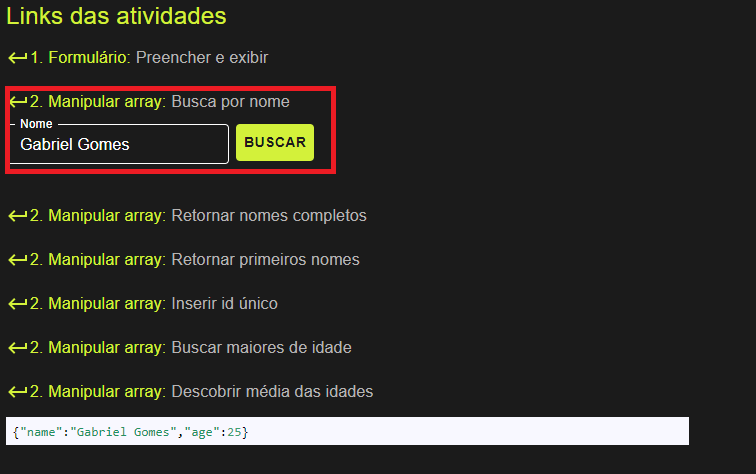 Links das atividades
1. Formulário: Preencher e exibir
2. Manipular array: Busca por nome
Nome
Gabriel Gomes BUSCAR
2. Manipular array: Retornar nomes completos
2. Manipular array: Retornar primeiros nomes
2. Manipular array: Inserir id único
2. Manipular array: Buscar maiores de idade
2. Manipular array: Descobrir média das idades
{"name":"Gabriel Gomes","age":25}